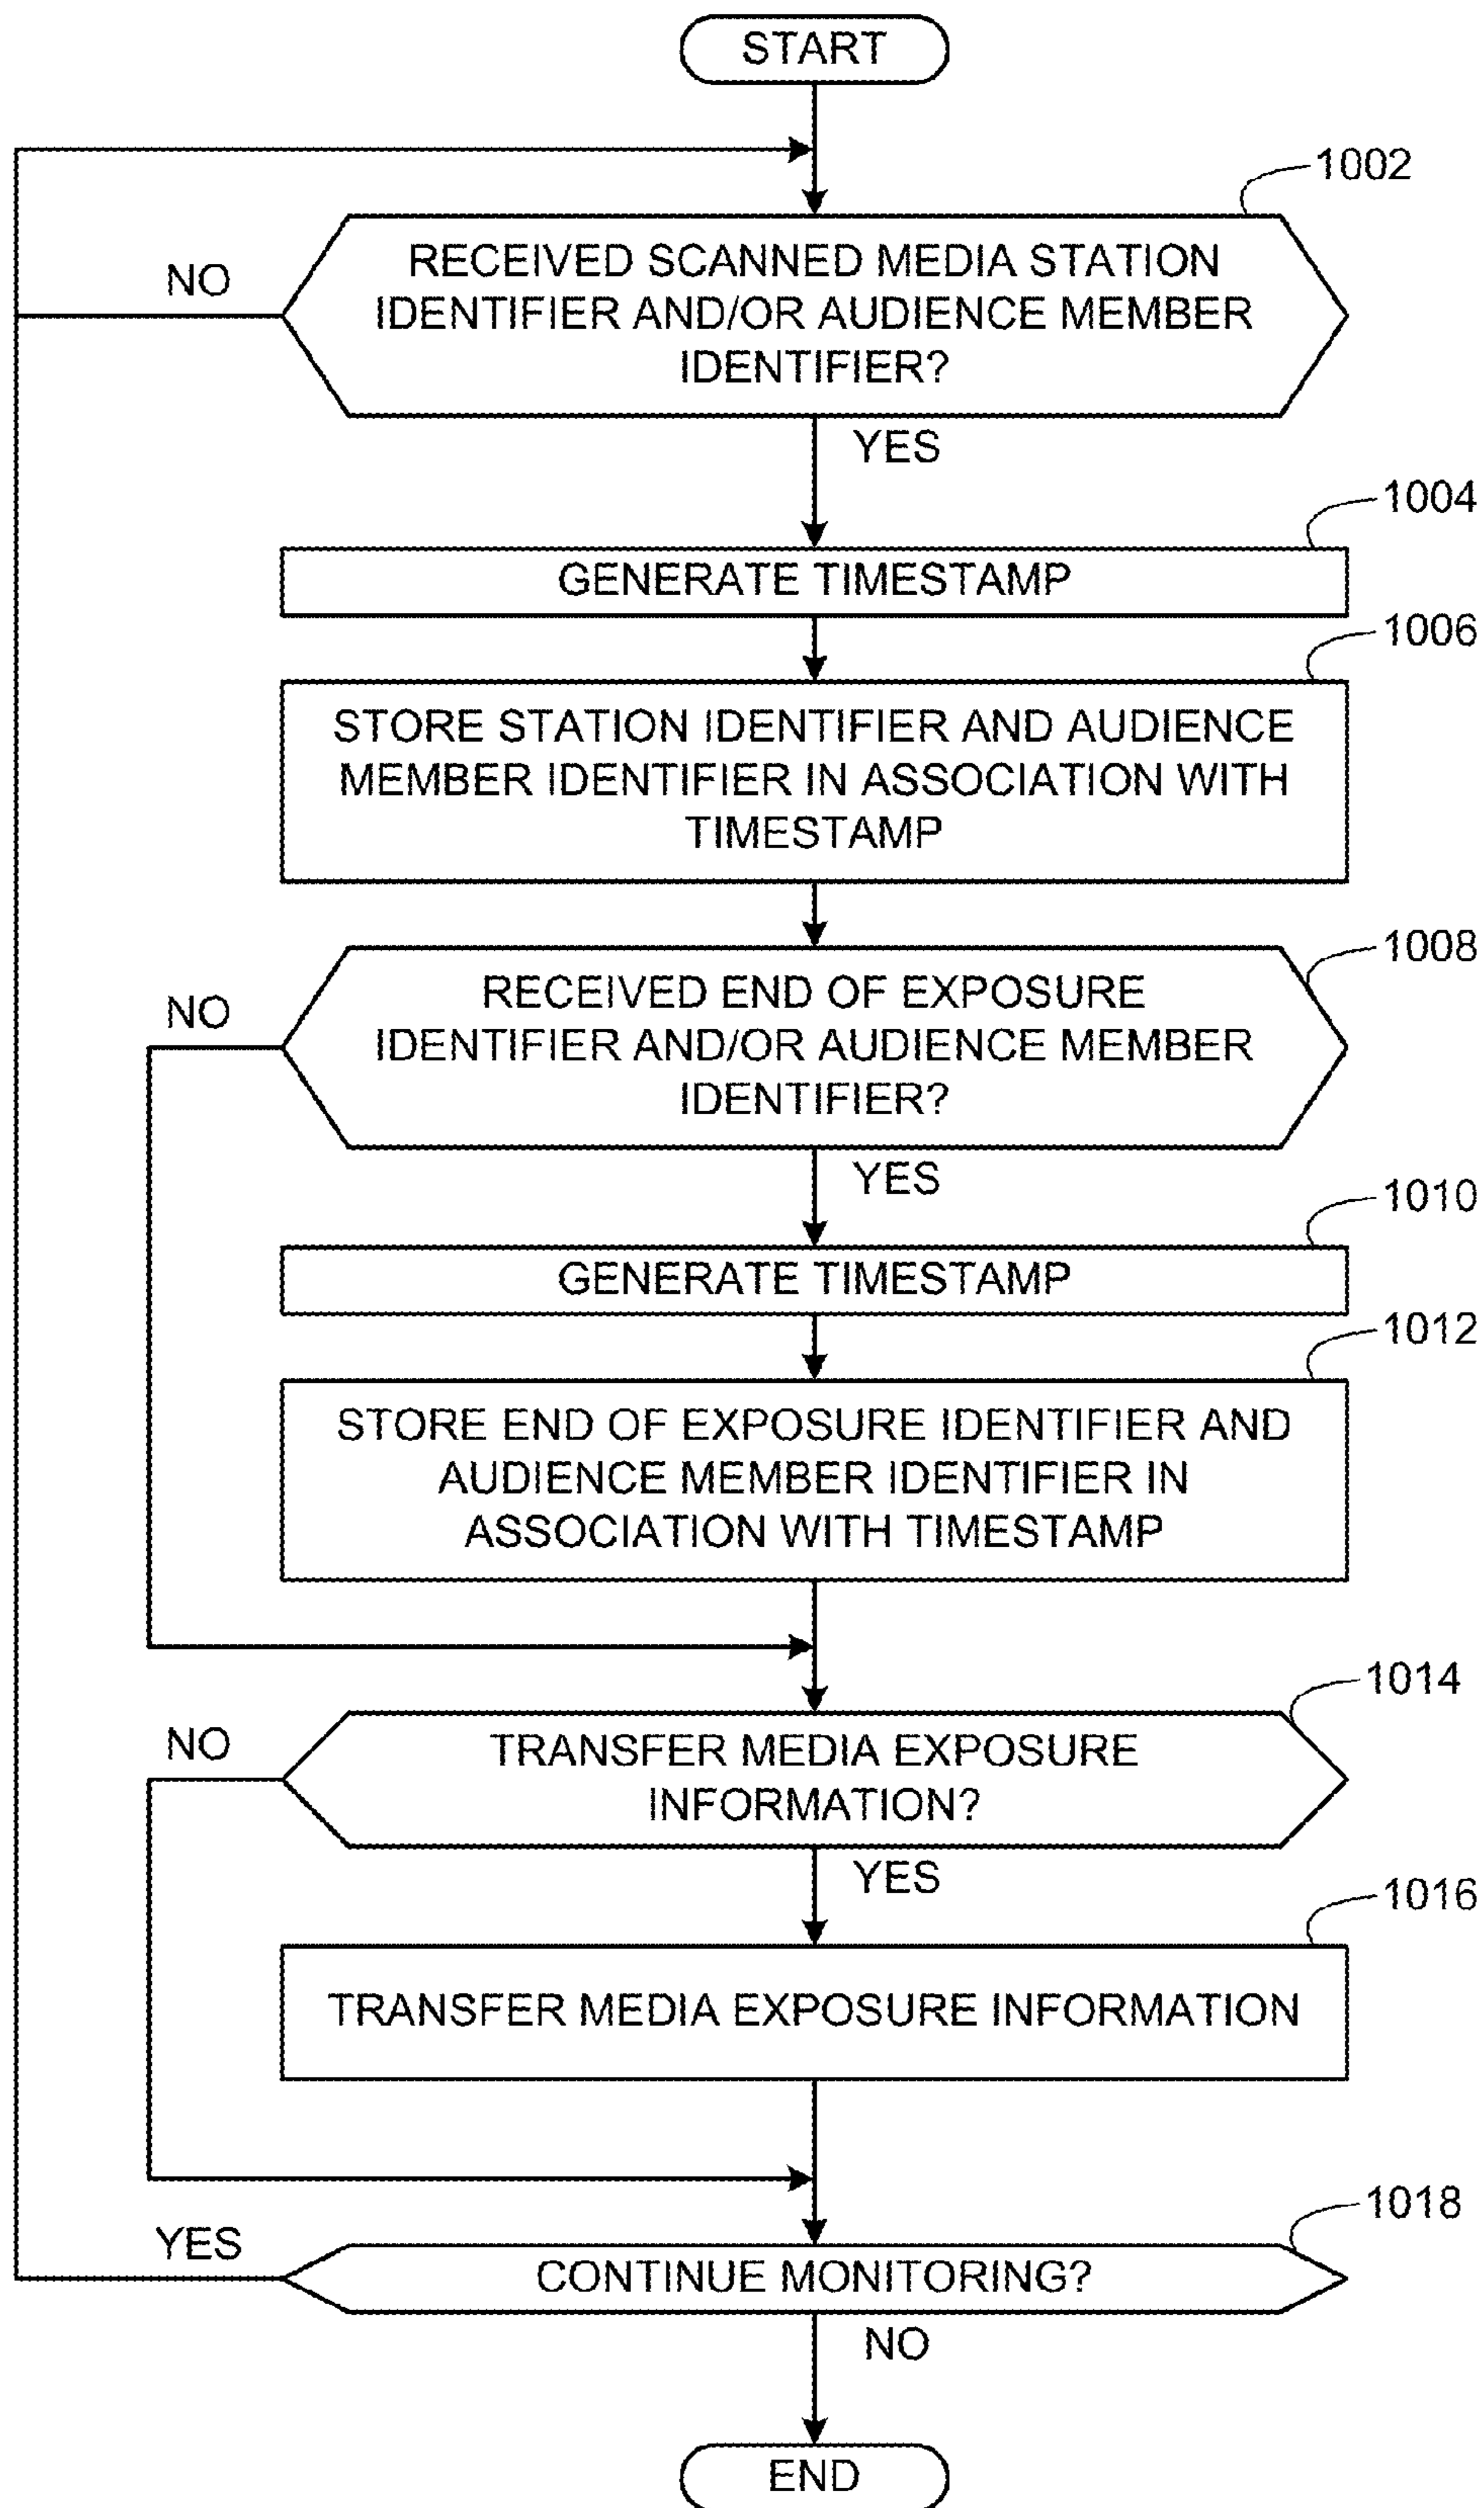 START
1002
RECEIVED SCANNED MEDIA STATION
IDENTIFIER AND/OR AUDIENCE MEMBER
IDENTIFIER?
NO
YES
1004
GENERATE TIMESTAMP
1006
STORE STATION IDENTIFIER AND AUDIENCE
MEMBER IDENTIFIER IN ASSOCIATION WITH
TIMESTAMP
1008
RECEIVED END OF EXPOSURE
IDENTIFIER AND/OR AUDIENCE MEMBER
IDENTIFIER?
NO
YES
1010
GENERATE TIMESTAMP
1012
STORE END OF EXPOSURE IDENTIFIER AND
AUDIENCE MEMBER IDENTIFIER IN
ASSOCIATION WITH TIMESTAMP
1014
TRANSFER MEDIA EXPOSURE
INFORMATION?
NO
YES
1016
TRANSFER MEDIA EXPOSURE INFORMATION
1018
CONTINUE MONITORING?
YES
NO
END